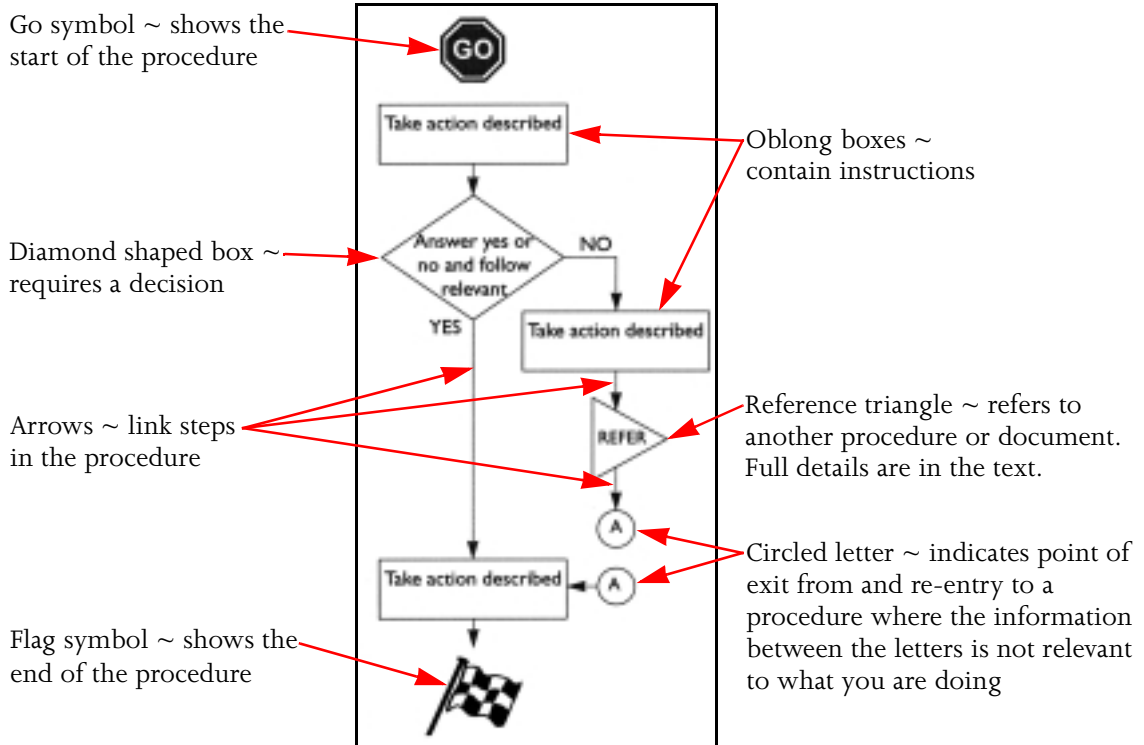 Go symbol ~ shows the
start of the procedure
GO
Take action described
Oblong boxes ~
contain instructions
Diamond shaped box ~
requires a decision
Answer yes or
no and follow
relevant
NO
YES
Take action described
Arrows ~ link steps
in the procedure
REFER
Reference triangle ~ refers to
another procedure or document.
Full details are in the text.
A
Circled letter ~ indicates point of
exit from and re-entry to a
procedure where the information
between the letters is not relevant
to what you are doing
Take action described
A
Flag symbol ~ shows the
end of the procedure